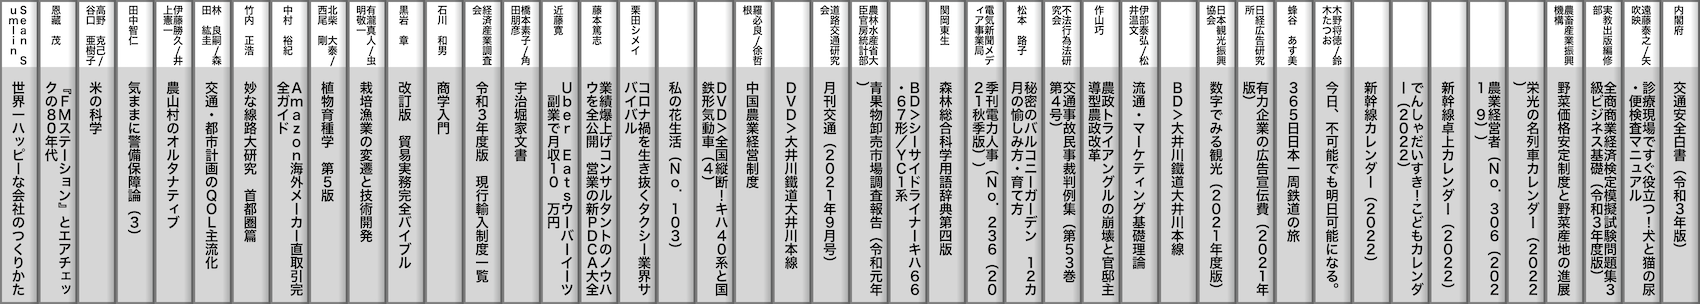 内閣府
交通安全白書（令和３年版）
遠藤泰之／矢
吹映
診療現場ですぐ役立つ！犬と猫の尿
・便検査マニュアル
実教出版編修
部
全商商業経済検定模擬試験問題集３
級ビジネス基礎（令和３年度版）
農畜産業振興
機構
野菜価格安定制度と野菜産地の進展
栄光の名列車カレンダー（２０２２
）
農業経営者（Ｎｏ．３０６（２０２
１．９））
新幹線卓上カレンダー（２０２２）
でんしゃだいすき！こどもカレンダ
ー（２０２２）
新幹線カレンダー（２０２２）
木野将徳／鈴
木たつお
今日、不可能でも明日可能になる。
蜂谷　あす美
３６５日日本一周鉄道の旅
日経広告研究
所
有力企業の広告宣伝費（２０２１年
版）
日本観光振興
協会
数字でみる観光（２０２１年度版）
ＢＤ＞大井川鐵道大井川本線
伊部泰弘／松
井温文
流通・マーケティング基礎理論
作山巧
農政トライアングルの崩壊と官邸主
導型農政改革
不法行為法研
究会
交通事故民事裁判例集（第５３巻
第４号）
松本　路子
秘密のバルコニーガーデン　１２カ
月の愉しみ方・育て方
電気新聞メデ
ィア事業局
季刊電力人事（Ｎｏ．２３６（２０
２１秋季版））
関岡東生
森林総合科学用語辞典第四版
ＢＤ＞シーサイドライナーキハ６６
・６７形／ＹＣ１系
農林水産省大
臣官房統計部
青果物卸売市場調査報告（令和元年
）
道路交通研究
会
月刊交通（２０２１年９月号）
ＤＶＤ＞大井川鐵道大井川本線
羅必良／徐哲
根
中国農業経営制度
ＤＶＤ＞全国縦断！キハ４０系と国
鉄形気動車（４）
私の花生活（Ｎｏ．１０３）
栗田シメイ
コロナ禍を生き抜くタクシー業界サ
バイバル
藤本篤志
業績爆上げコンサルタントのノウハ
ウを全公開　営業の新ＰＤＣＡ大全
近藤寛
Ｕｂｅｒ　Ｅａｔｓウーバーイーツ
　副業で月収１０　万円
橋本素子／角
田朋彦
宇治堀家文書
経済産業調査
会
令和３年度版　現行輸入制度一覧
石川　和男
商学入門
黒岩　章
改訂版　貿易実務完全バイブル
有瀧真人／虫
明敬一
栽培漁業の変遷と技術開発
北柴　大泰／
西尾　剛
植物育種学　第５版
中村　裕紀
Ａｍａｚｏｎ海外メーカー直取引完
全ガイド
竹内　正浩
妙な線路大研究　首都圏篇
林　良嗣／森
田　紘圭
交通・都市計画のＱＯＬ主流化
伊藤勝久／井
上憲一
農山村のオルタナティブ
田中智仁
気ままに警備保障論（３）
高野　克己／
谷口　亜樹子
米の科学
恩藏　茂
『ＦＭステーション』とエアチェッ
クの８０年代
Ｓｅａｎ　Ｓ
ｕｍｌｉｎ
世界一ハッピーな会社のつくりかた